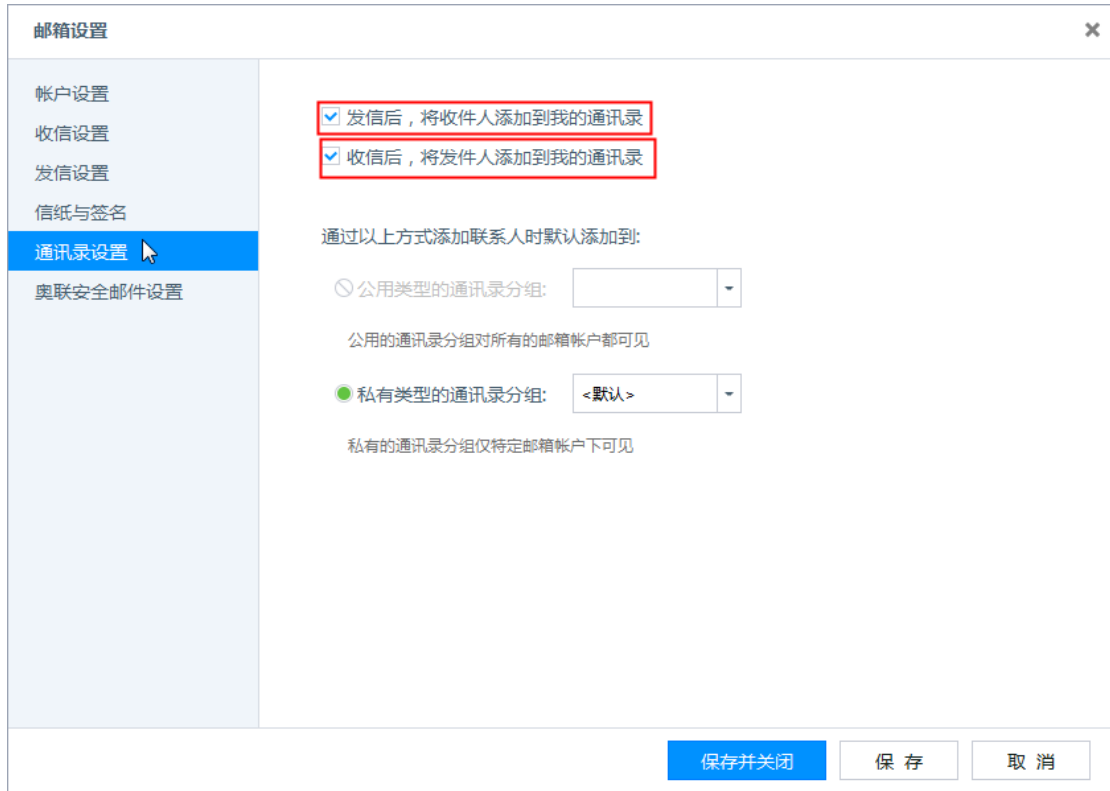 邮箱设置
帐户设置
收信设置
发信设置
信纸与签名
通讯录设置
奥联安全邮件设置
发信后，将收件人添加到我的通讯录
收信后，将发件人添加到我的通讯录
通过以上方式添加联系人时默认添加到:
公用类型的通讯录分组:
公用的通讯录分组对所有的邮箱帐户都可见
私有类型的通讯录分组: <默认>
私有的通讯录分组仅特定邮箱帐户下可见
保存并关闭 保 存 取 消